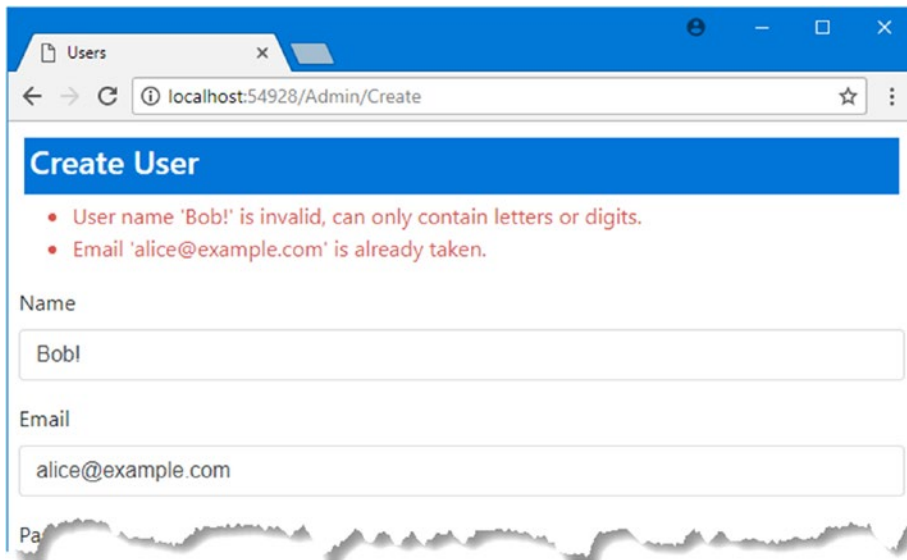 Users
localhost:54928/Admin/Create
Create User
User name 'Bob!' is invalid, can only contain letters or digits.
Email 'alice@example.com' is already taken.
Name
Bob!
Email
alice@example.com
Pa